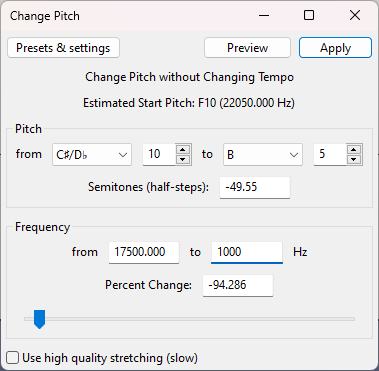 Change Pitch
Presets & settings Preview Apply
Change Pitch without Changing Tempo
Estimated Start Pitch: F10 (22050.000 Hz)
Pitch
from C♯/D♭ 10 to B 5
Semitones (half-steps): -49.55
Frequency
from 17500.000 to 1000 Hz
Percent Change: -94.286
Use high quality stretching (slow)